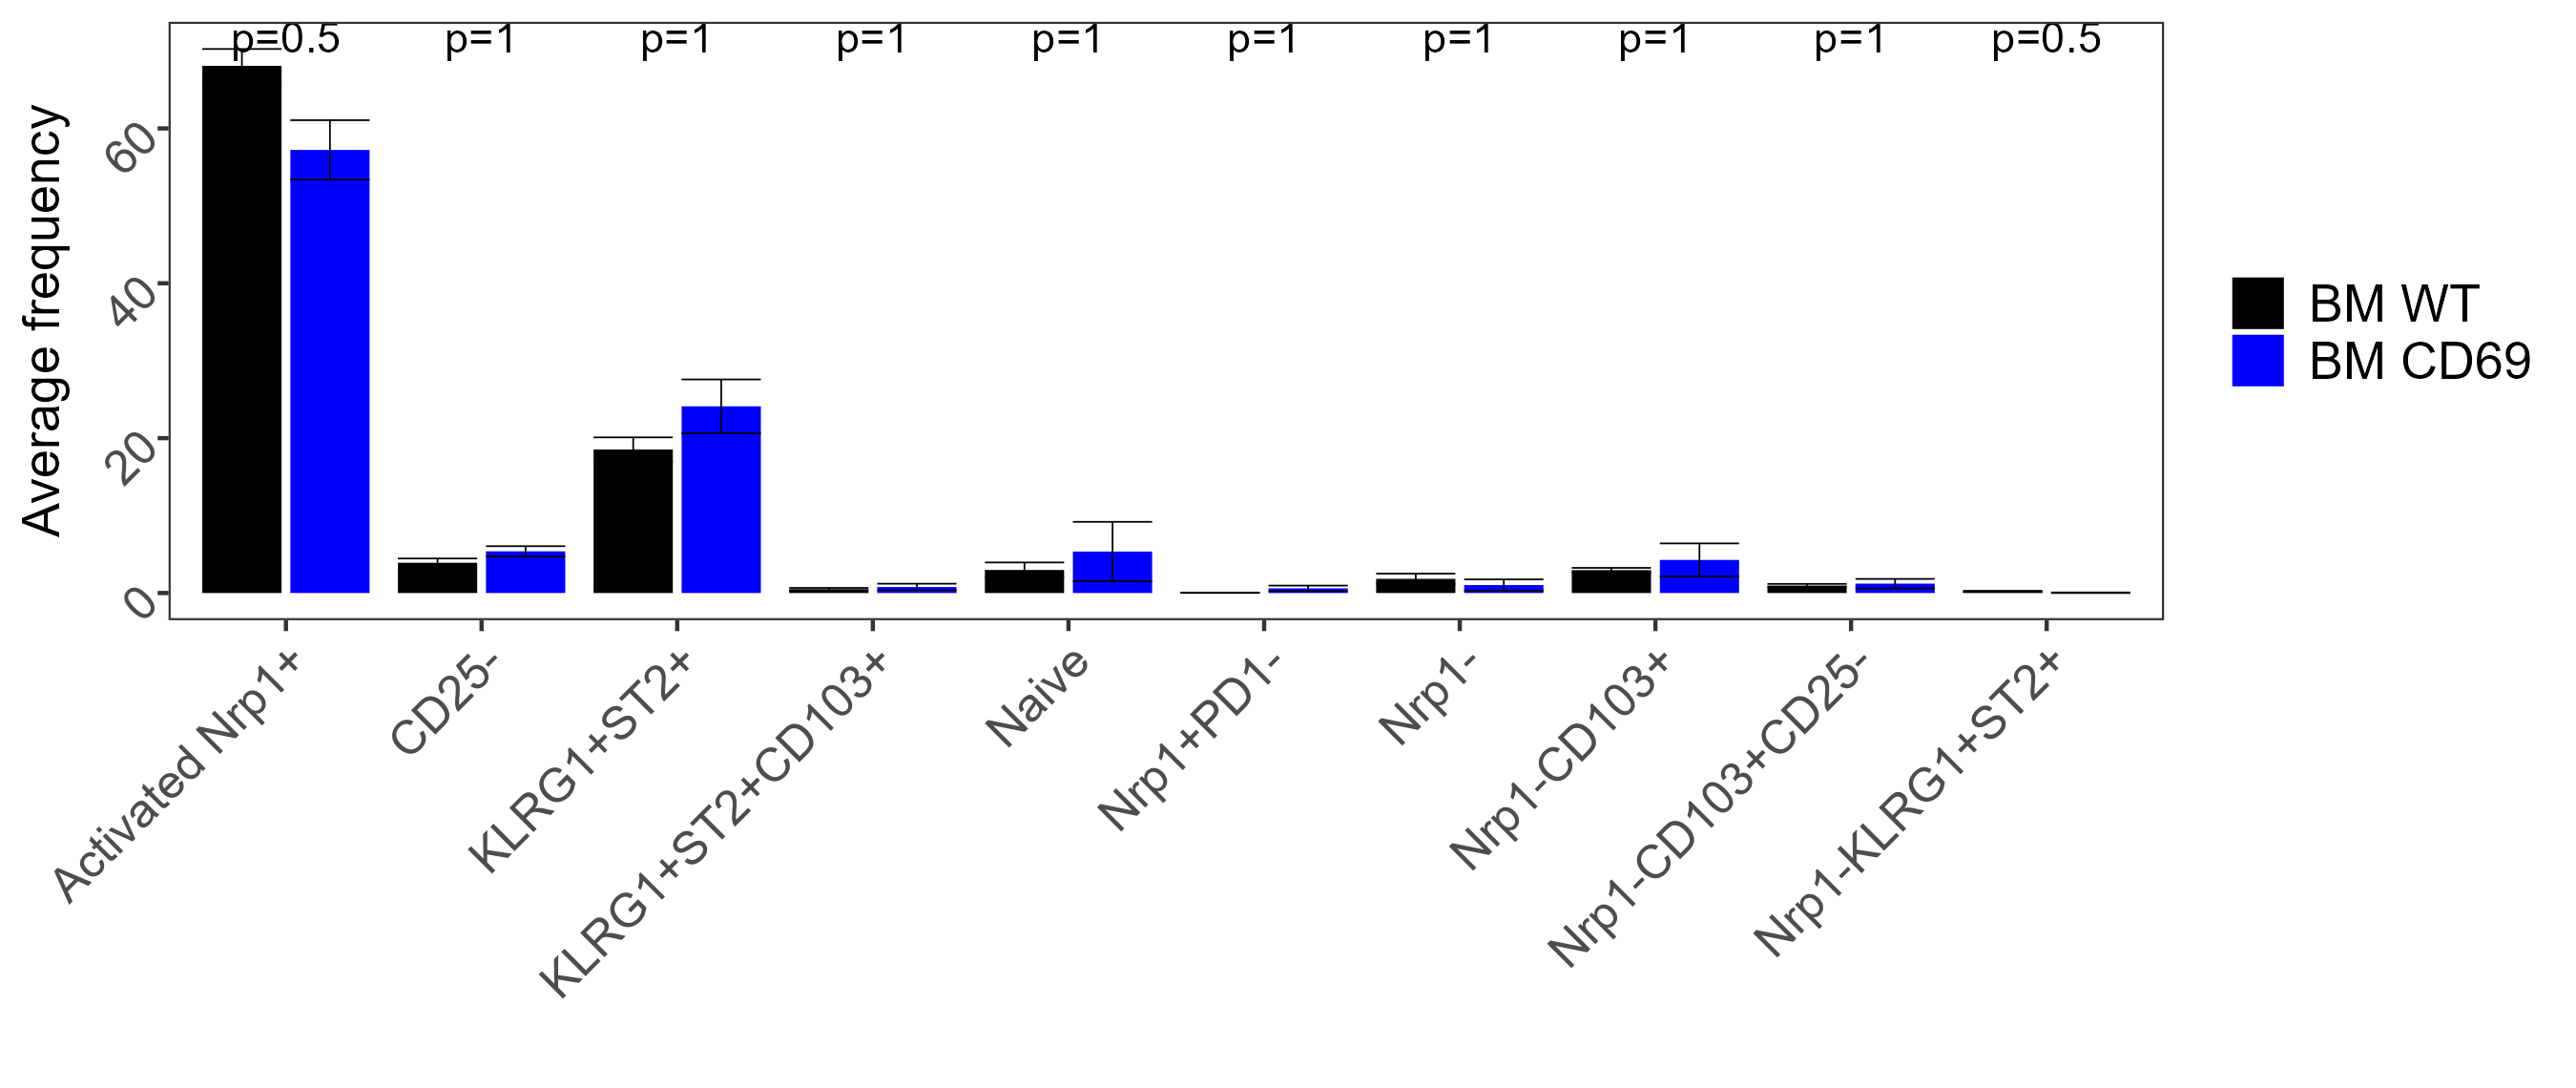 p=0.5 p=1 p=1 p=1 p=1 p=1 p=1 p=1 p=1 p=0.5
Average frequency
60
40
20
0
BM WT
BM CD69
Activated Nrp1+
CD25-
KLRG1+ST2+
KLRG1+ST2+CD103+
Naive
Nrp1+PD1-
Nrp1-
Nrp1-CD103+
Nrp1-CD103+CD25-
Nrp1-KLRG1+ST2+